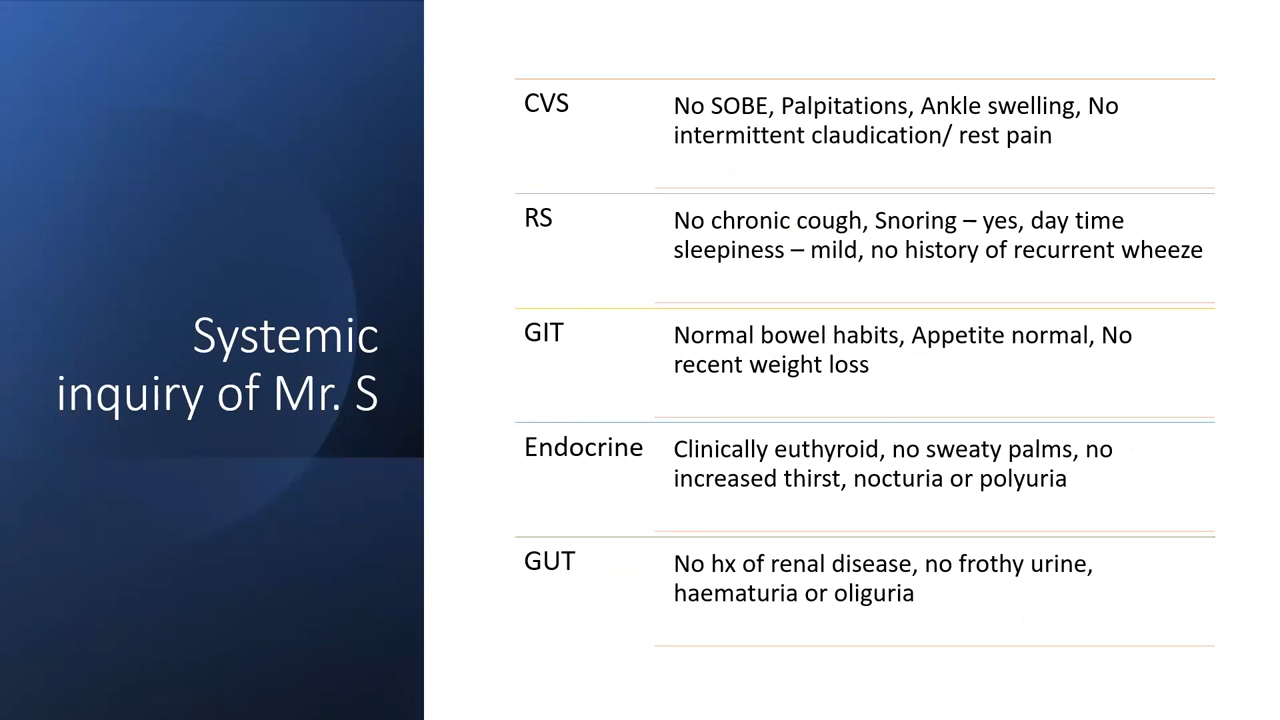 Systemic
inquiry of Mr. S
CVS
No SOBE, Palpitations, Ankle swelling, No
intermittent claudication/ rest pain
RS
No chronic cough, Snoring – yes, day time
sleepiness – mild, no history of recurrent wheeze
GIT
Normal bowel habits, Appetite normal, No
recent weight loss
Endocrine
Clinically euthyroid, no sweaty palms, no
increased thirst, nocturia or polyuria
GUT
No hx of renal disease, no frothy urine,
haematuria or oliguria